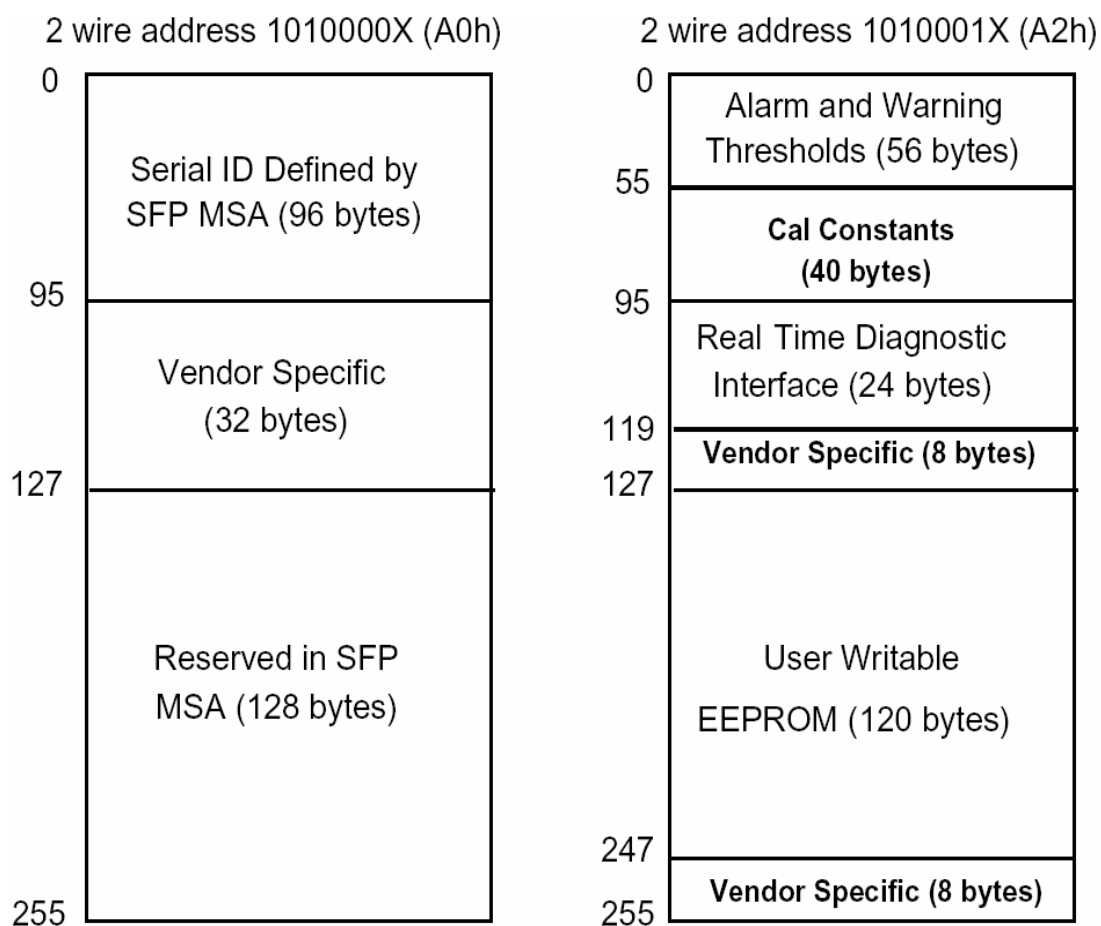 2 wire address 1010000X (A0h)
0
Serial ID Defined by
SFP MSA (96 bytes)
95
Vendor Specific
(32 bytes)
127
Reserved in SFP
MSA (128 bytes)
255
2 wire address 1010001X (A2h)
0
Alarm and Warning
Thresholds (56 bytes)
55
Cal Constants
(40 bytes)
95
Real Time Diagnostic
Interface (24 bytes)
119
Vendor Specific (8 bytes)
127
User Writable
EEPROM (120 bytes)
247
Vendor Specific (8 bytes)
255